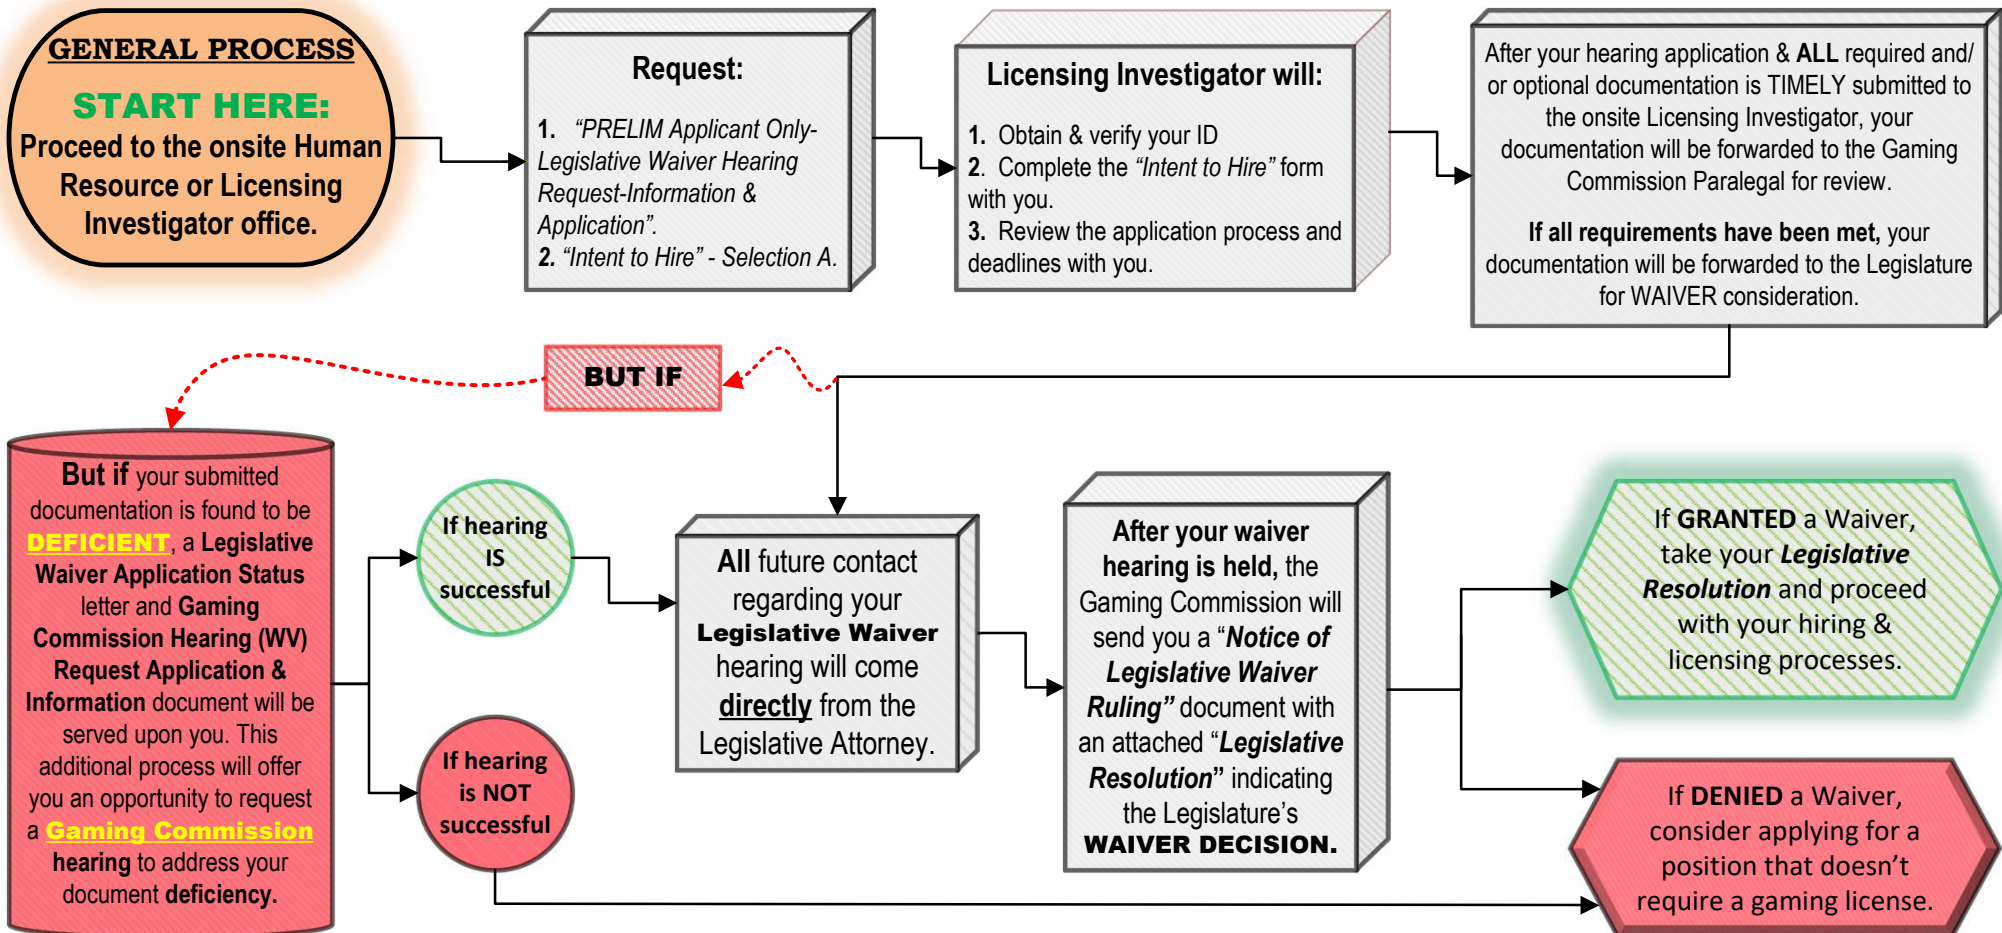 GENERAL PROCESS
START HERE:
Proceed to the onsite Human
Resource or Licensing
Investigator office.
Request:
1. “PRELIM Applicant Only-
Legislative Waiver Hearing
Request-Information &
Application”.
2. “Intent to Hire” - Selection A.
Licensing Investigator will:
1. Obtain & verify your ID
2. Complete the “Intent to Hire” form
with you.
3. Review the application process and
deadlines with you.
After your hearing application & ALL required and/
or optional documentation is TIMELY submitted to
the onsite Licensing Investigator, your
documentation will be forwarded to the Gaming
Commission Paralegal for review.
If all requirements have been met, your
documentation will be forwarded to the Legislature
for WAIVER consideration.
BUT IF
But if your submitted
documentation is found to be
DEFICIENT, a Legislative
Waiver Application Status
letter and Gaming
Commission Hearing (WV)
Request Application &
Information document will be
served upon you. This
additional process will offer
you an opportunity to request
a Gaming Commission
hearing to address your
document deficiency.
If hearing
IS
successful
If hearing
is NOT
successful
All future contact
regarding your
Legislative Waiver
hearing will come
directly from the
Legislative Attorney.
After your waiver
hearing is held, the
Gaming Commission will
send you a “Notice of
Legislative Waiver
Ruling” document with
an attached “Legislative
Resolution” indicating
the Legislature’s
WAIVER DECISION.
If GRANTED a Waiver,
take your Legislative
Resolution and proceed
with your hiring &
licensing processes.
If DENIED a Waiver,
consider applying for a
position that doesn’t
require a gaming license.